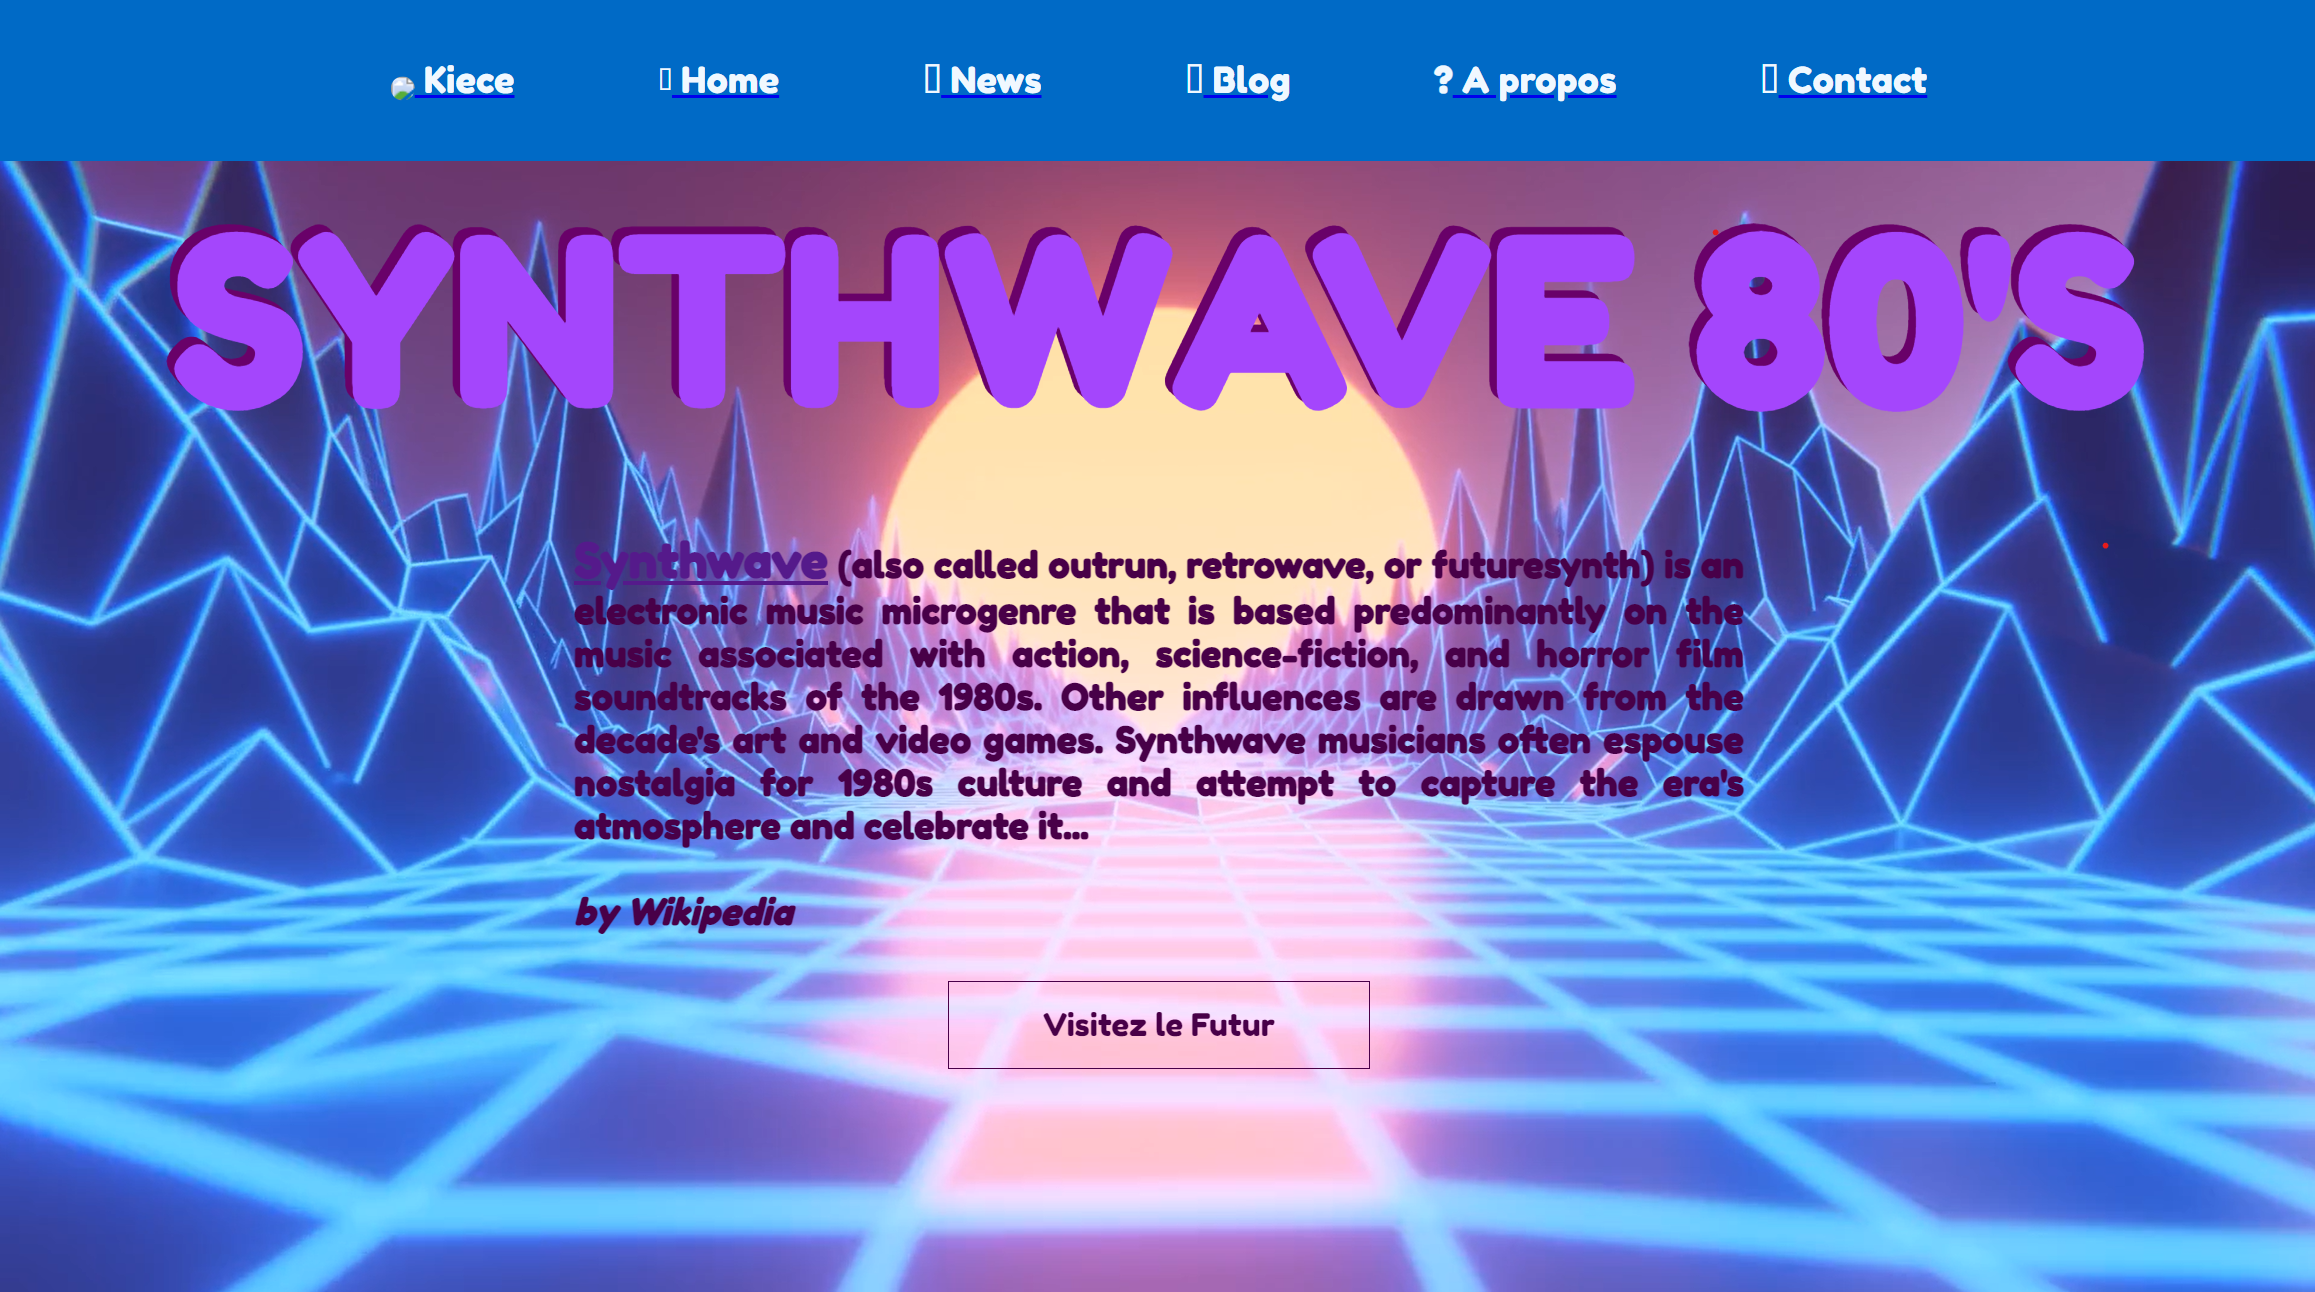 Kiece Home News Blog ? A propos Contact
SYNTHWAVE 80'S
Synthwave (also called outrun, retrowave, or futuresynth) is an
electronic music microgenre that is based predominantly on the
music associated with action, science-fiction, and horror film
soundtracks of the 1980s. Other influences are drawn from the
decade's art and video games. Synthwave musicians often espouse
nostalgia for 1980s culture and attempt to capture the era's
atmosphere and celebrate it...
by Wikipedia
Visitez le Futur